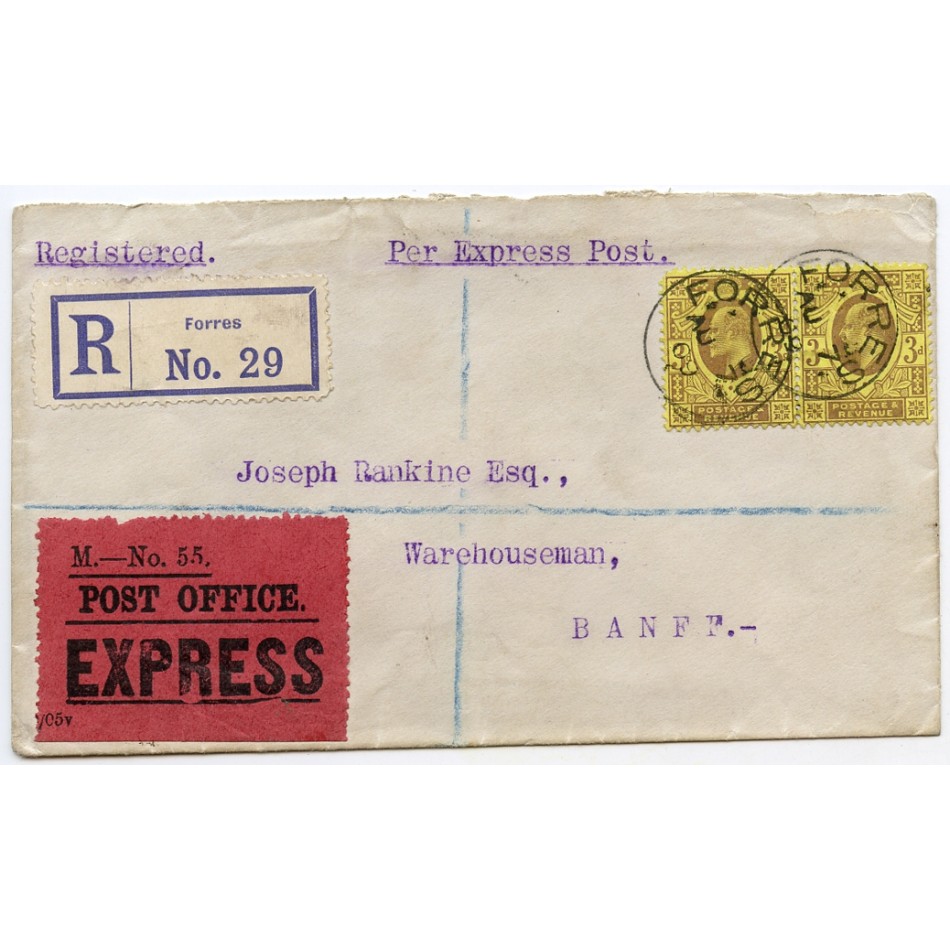 Registered.
Per Express Post.
R
Forres
No. 29
FORRES
FORRES
3d
POSTAGE &
REVENUE
POSTAGE &
REVENUE
Joseph Rankine Esq.,
Warehouseman,
BANFF.-
M.—No. 55.
POST OFFICE.
EXPRESS
/05v